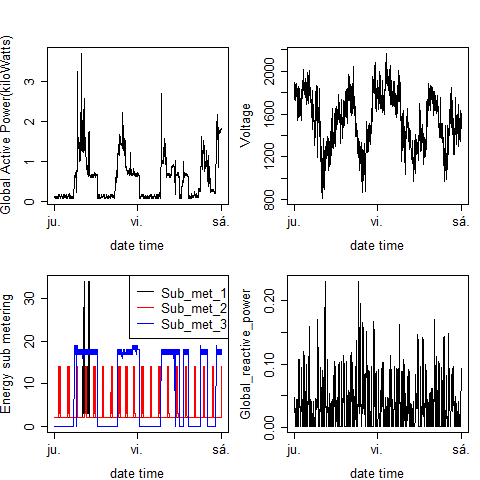 Global Active Power(kiloWatts)
0 1 2 3
ju. vi. sá.
date time
Voltage
800 1200 1600 2000
ju. vi. sá.
date time
Energy sub metering
0 10 20 30
Sub_met_1
Sub_met_2
Sub_met_3
ju. vi. sá.
date time
Global_reactive_power
0.00 0.10 0.20
ju. vi. sá.
date time